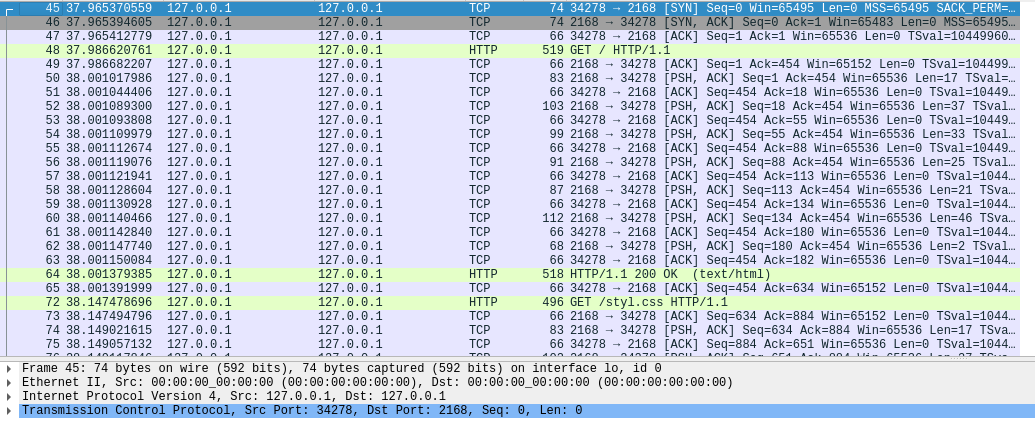 45 37.965370559 127.0.0.1 127.0.0.1 TCP 74 34278 → 2168 [SYN] Seq=0 Win=65495 Len=0 MSS=65495 SACK_PERM=…
46 37.965394605 127.0.0.1 127.0.0.1 TCP 74 2168 → 34278 [SYN, ACK] Seq=0 Ack=1 Win=65483 Len=0 MSS=65495…
47 37.965412779 127.0.0.1 127.0.0.1 TCP 66 34278 → 2168 [ACK] Seq=1 Ack=1 Win=65536 Len=0 TSval=10449960…
48 37.986620761 127.0.0.1 127.0.0.1 HTTP 519 GET / HTTP/1.1
49 37.986682207 127.0.0.1 127.0.0.1 TCP 66 2168 → 34278 [ACK] Seq=1 Ack=454 Win=65152 Len=0 TSval=104499…
50 38.001017986 127.0.0.1 127.0.0.1 TCP 83 2168 → 34278 [PSH, ACK] Seq=1 Ack=454 Win=65536 Len=17 TSval=…
51 38.001044406 127.0.0.1 127.0.0.1 TCP 66 34278 → 2168 [ACK] Seq=454 Ack=18 Win=65536 Len=0 TSval=10449…
52 38.001089300 127.0.0.1 127.0.0.1 TCP 103 2168 → 34278 [PSH, ACK] Seq=18 Ack=454 Win=65536 Len=37 TSval…
53 38.001093808 127.0.0.1 127.0.0.1 TCP 66 34278 → 2168 [ACK] Seq=454 Ack=55 Win=65536 Len=0 TSval=10449…
54 38.001109979 127.0.0.1 127.0.0.1 TCP 99 2168 → 34278 [PSH, ACK] Seq=55 Ack=454 Win=65536 Len=33 TSval…
55 38.001112674 127.0.0.1 127.0.0.1 TCP 66 34278 → 2168 [ACK] Seq=454 Ack=88 Win=65536 Len=0 TSval=10449…
56 38.001119076 127.0.0.1 127.0.0.1 TCP 91 2168 → 34278 [PSH, ACK] Seq=88 Ack=454 Win=65536 Len=25 TSval…
57 38.001121941 127.0.0.1 127.0.0.1 TCP 66 34278 → 2168 [ACK] Seq=454 Ack=113 Win=65536 Len=0 TSval=1044…
58 38.001128604 127.0.0.1 127.0.0.1 TCP 87 2168 → 34278 [PSH, ACK] Seq=113 Ack=454 Win=65536 Len=21 TSva…
59 38.001130928 127.0.0.1 127.0.0.1 TCP 66 34278 → 2168 [ACK] Seq=454 Ack=134 Win=65536 Len=0 TSval=1044…
60 38.001140466 127.0.0.1 127.0.0.1 TCP 112 2168 → 34278 [PSH, ACK] Seq=134 Ack=454 Win=65536 Len=46 TSva…
61 38.001142840 127.0.0.1 127.0.0.1 TCP 66 34278 → 2168 [ACK] Seq=454 Ack=180 Win=65536 Len=0 TSval=1044…
62 38.001147740 127.0.0.1 127.0.0.1 TCP 68 2168 → 34278 [PSH, ACK] Seq=180 Ack=454 Win=65536 Len=2 TSval…
63 38.001150084 127.0.0.1 127.0.0.1 TCP 66 34278 → 2168 [ACK] Seq=454 Ack=182 Win=65536 Len=0 TSval=1044…
64 38.001379385 127.0.0.1 127.0.0.1 HTTP 518 HTTP/1.1 200 OK (text/html)
65 38.001391999 127.0.0.1 127.0.0.1 TCP 66 34278 → 2168 [ACK] Seq=454 Ack=634 Win=65152 Len=0 TSval=1044…
72 38.147478696 127.0.0.1 127.0.0.1 HTTP 496 GET /styl.css HTTP/1.1
73 38.147494796 127.0.0.1 127.0.0.1 TCP 66 2168 → 34278 [ACK] Seq=634 Ack=884 Win=65152 Len=0 TSval=1044…
74 38.149021615 127.0.0.1 127.0.0.1 TCP 83 2168 → 34278 [PSH, ACK] Seq=634 Ack=884 Win=65536 Len=17 TSva…
75 38.149057132 127.0.0.1 127.0.0.1 TCP 66 34278 → 2168 [ACK] Seq=884 Ack=651 Win=65536 Len=0 TSval=1044…
Frame 45: 74 bytes on wire (592 bits), 74 bytes captured (592 bits) on interface lo, id 0
Ethernet II, Src: 00:00:00_00:00:00 (00:00:00:00:00:00), Dst: 00:00:00_00:00:00 (00:00:00:00:00:00)
Internet Protocol Version 4, Src: 127.0.0.1, Dst: 127.0.0.1
Transmission Control Protocol, Src Port: 34278, Dst Port: 2168, Seq: 0, Len: 0